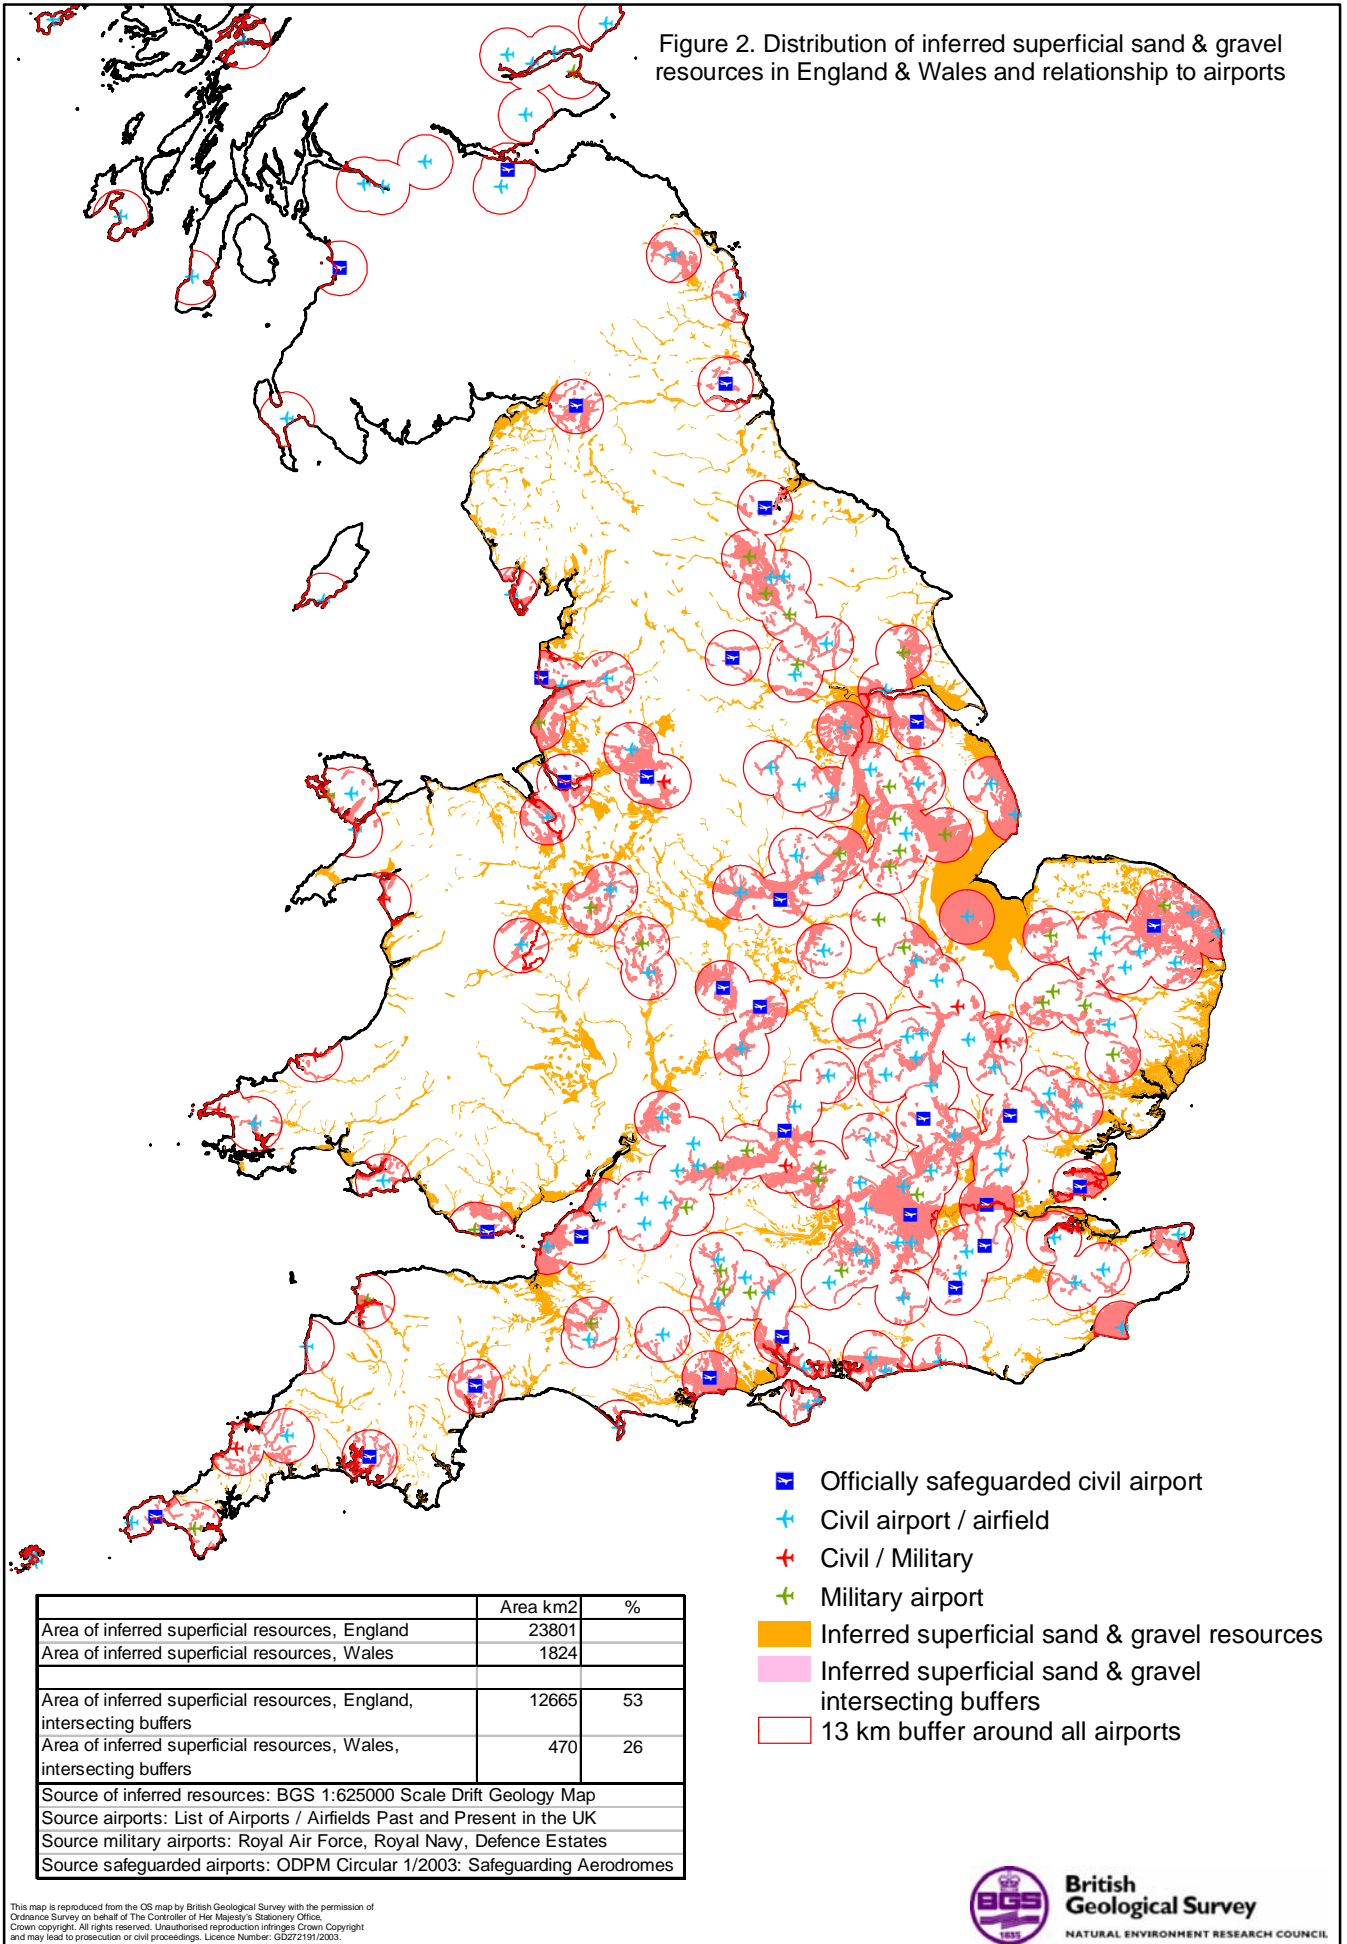 Figure 2. Distribution of inferred superficial sand & gravel
resources in England & Wales and relationship to airports
Officially safeguarded civil airport
Civil airport / airfield
Civil / Military
Military airport
Inferred superficial sand & gravel resources
Inferred superficial sand & gravel
intersecting buffers
13 km buffer around all airports
Area km2 %
Area of inferred superficial resources, England 23801
Area of inferred superficial resources, Wales 1824
Area of inferred superficial resources, England, 12665 53
intersecting buffers
Area of inferred superficial resources, Wales, 470 26
intersecting buffers
Source of inferred resources: BGS 1:625000 Scale Drift Geology Map
Source airports: List of Airports / Airfields Past and Present in the UK
Source military airports: Royal Air Force, Royal Navy, Defence Estates
Source safeguarded airports: ODPM Circular 1/2003: Safeguarding Aerodromes
This map is reproduced from the OS map by British Geological Survey with the permission of
Ordnance Survey on behalf of The Controller of Her Majesty's Stationery Office,
Crown copyright. All rights reserved. Unauthorised reproduction infringes Crown Copyright
and may lead to prosecution or civil proceedings. Licence Number: GD272191/2003.
BGS
1835
British
Geological Survey
NATURAL ENVIRONMENT RESEARCH COUNCIL